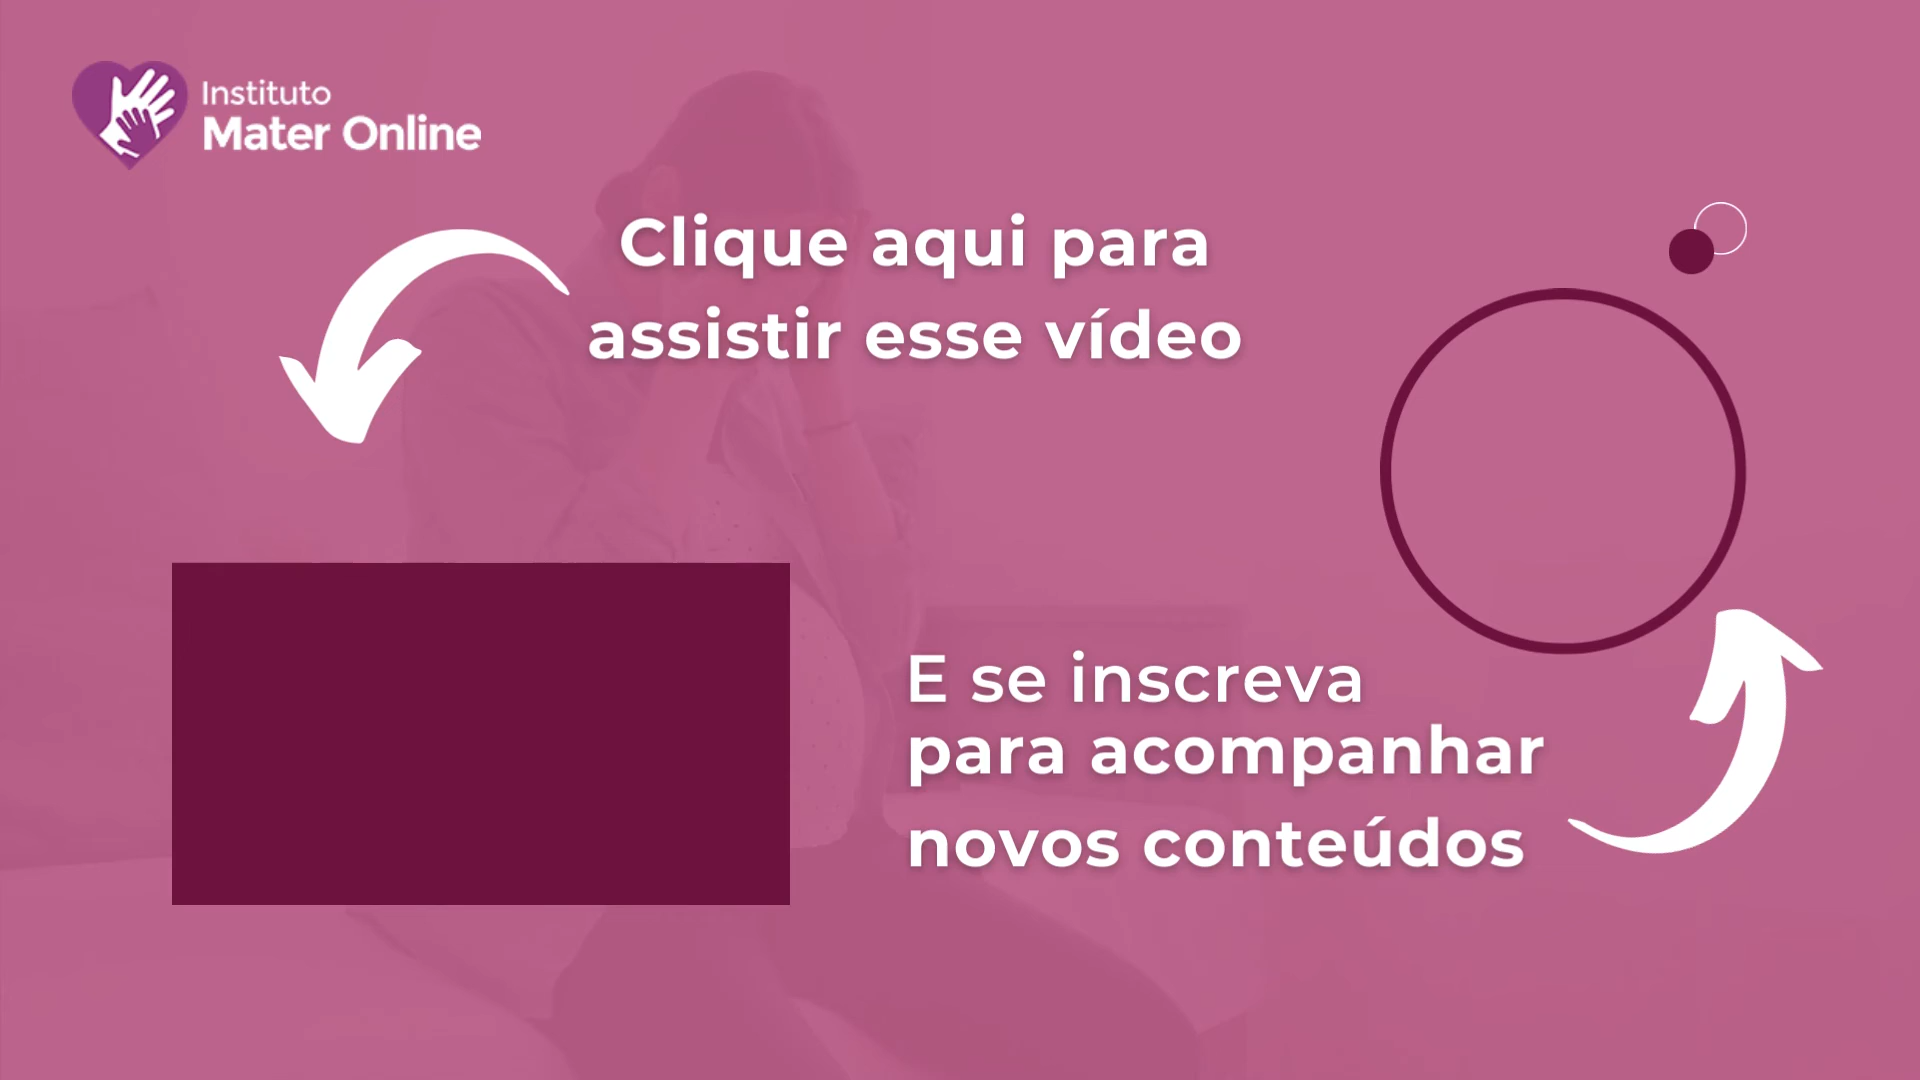 Instituto
Mater Online
Clique aqui para
assistir esse vídeo
E se inscreva
para acompanhar
novos conteúdos